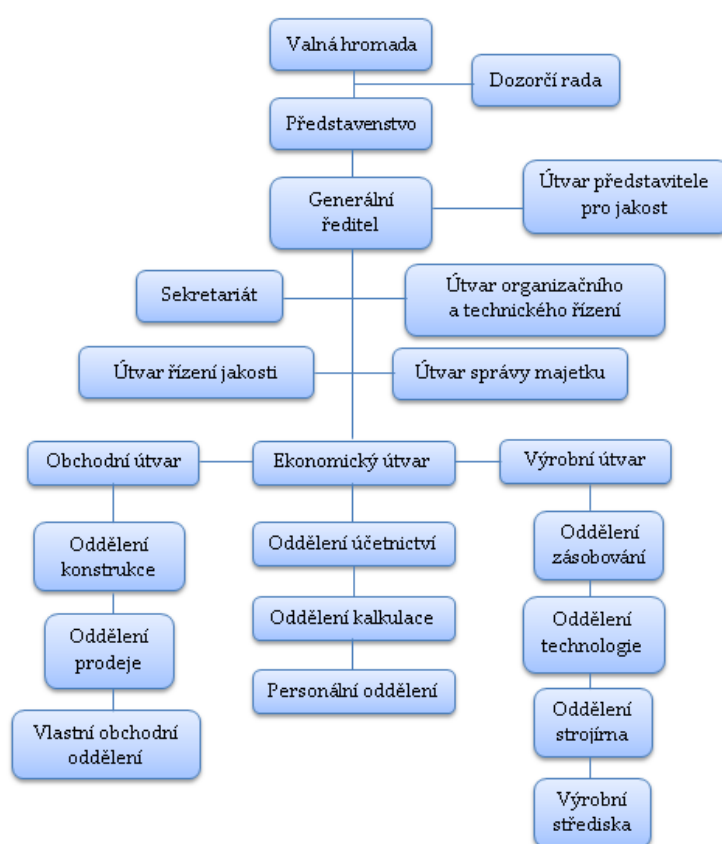 Valná hromada
Dozorčí rada
Představenstvo
Generální
ředitel
Útvar představitele
pro jakost
Sekretariát
Útvar organizačního
a technického řízení
Útvar řízení jakosti
Útvar správy majetku
Obchodní útvar
Ekonomický útvar
Výrobní útvar
Oddělení
konstrukce
Oddělení
prodeje
Vlastní obchodní
oddělení
Oddělení účetnictví
Oddělení kalkulace
Personální oddělení
Oddělení
zásobování
Oddělení
technologie
Oddělení
strojírna
Výrobní
střediska